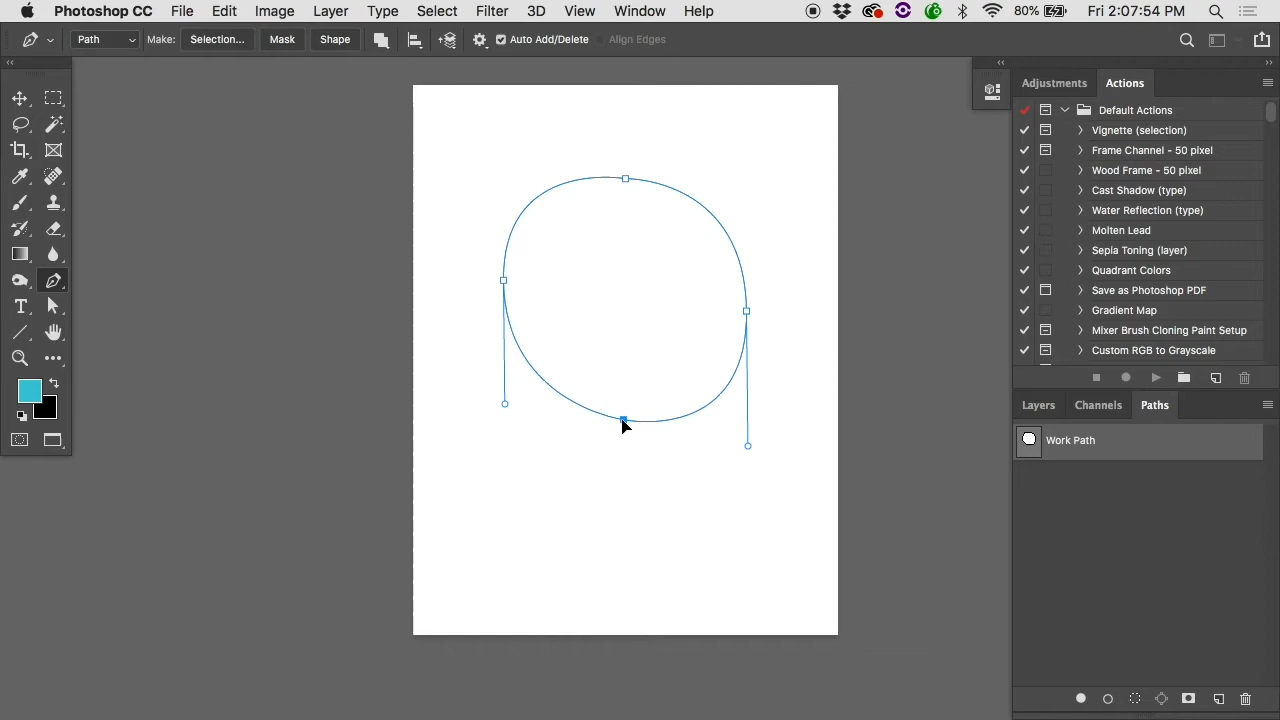 Photoshop CC File Edit Image Layer Type Select Filter 3D View Window Help 80% Fri 2:07:54 PM
Path Make: Selection... Mask Shape Auto Add/Delete Align Edges
Adjustments Actions
Default Actions
Vignette (selection)
Frame Channel - 50 pixel
Wood Frame - 50 pixel
Cast Shadow (type)
Water Reflection (type)
Molten Lead
Sepia Toning (layer)
Quadrant Colors
Save as Photoshop PDF
Gradient Map
Mixer Brush Cloning Paint Setup
Custom RGB to Grayscale
Layers Channels Paths
Work Path